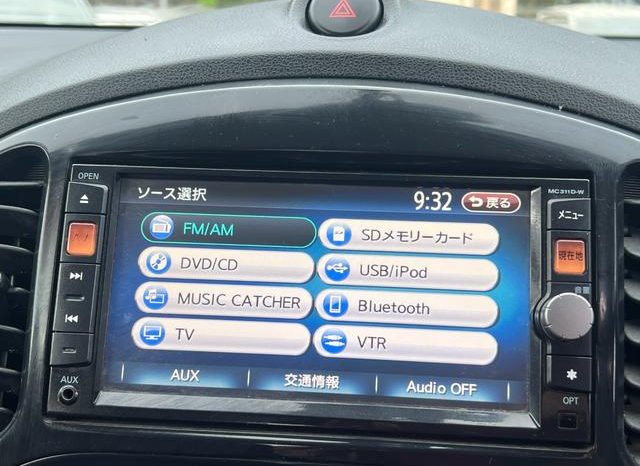 OPEN
MC311D-W
ソース選択
9:32
戻る
メニュー
FM/AM
SDメモリーカード
DVD/CD
USB/iPod
現在地
MUSIC CATCHER
Bluetooth
音量
TV
VTR
AUX
交通情報
Audio OFF
AUX
OPT